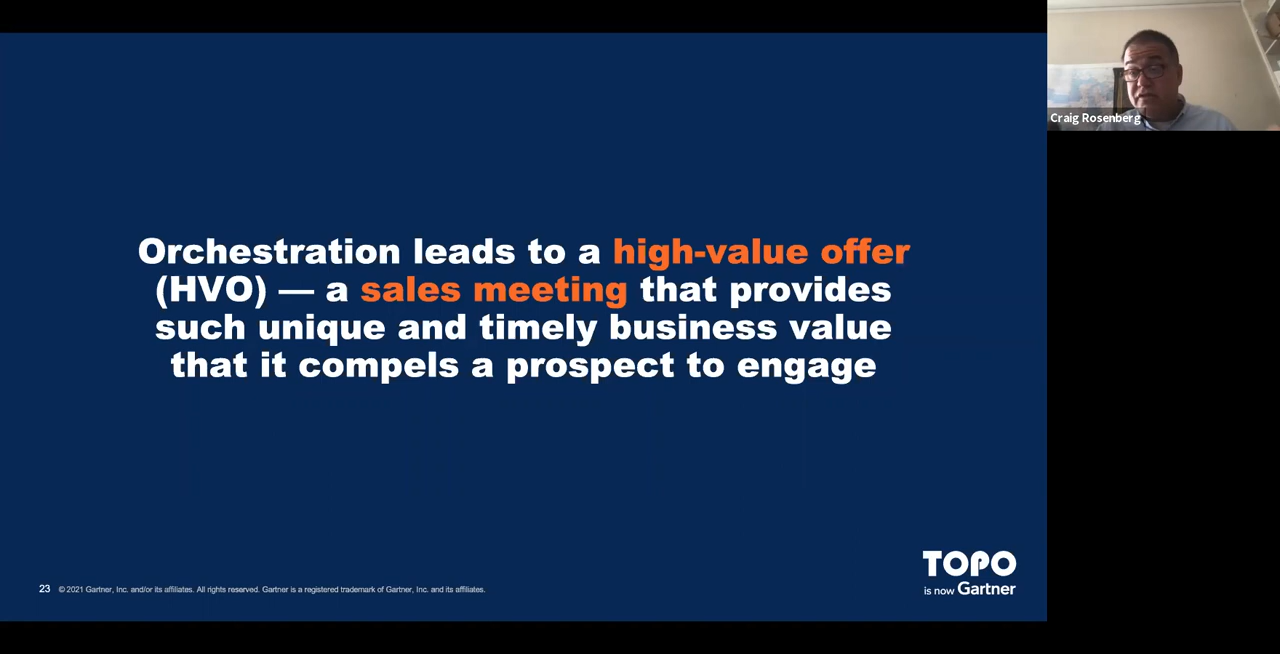 Orchestration leads to a high-value offer
(HVO) — a sales meeting that provides
such unique and timely business value
that it compels a prospect to engage
23 © 2021 Gartner, Inc. and/or its affiliates. All rights reserved. Gartner is a registered trademark of Gartner, Inc. and its affiliates.
TOPO
is now Gartner
Craig Rosenberg